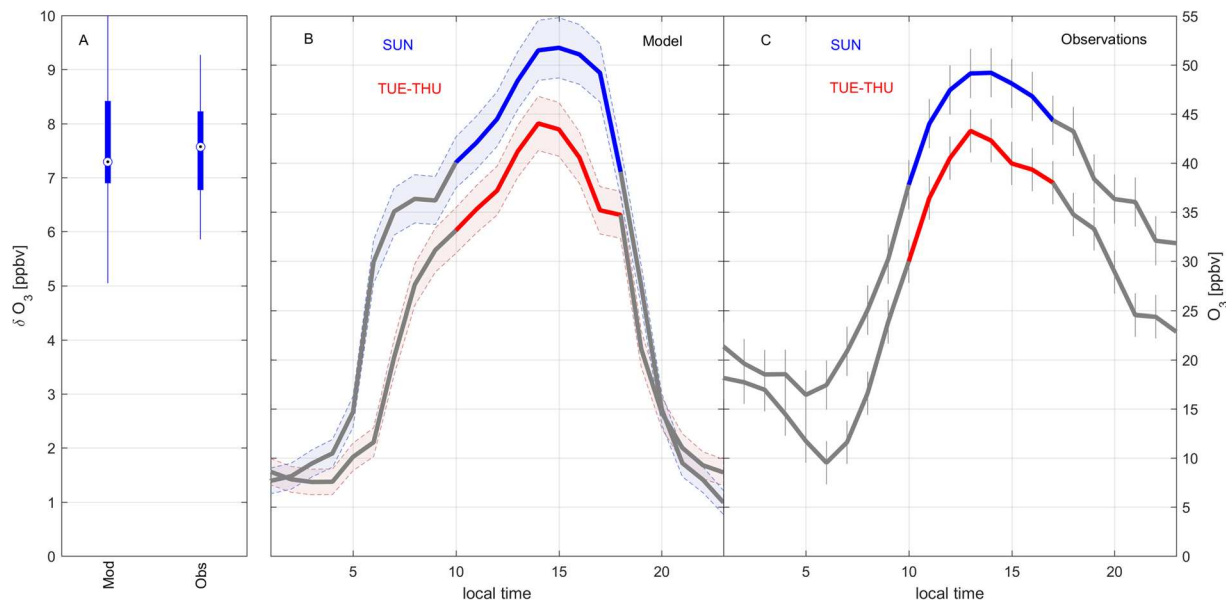 10
9
8
7
6
5
4
3
2
1
0
δ O3 [ppbv]
A
Mod
Obs
B
SUN
Model
TUE-THU
5
10
15
20
local time
C
SUN
Observations
TUE-THU
5
10
15
20
local time
55
50
45
40
35
30
25
20
15
10
5
0
O3 [ppbv]